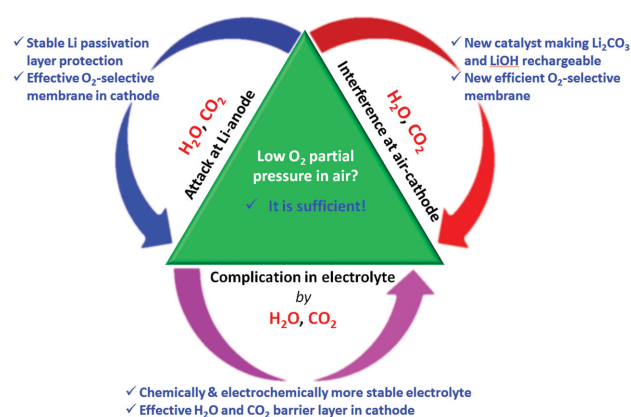 ✓ Stable Li passivation
layer protection
✓ Effective O₂-selective
membrane in cathode
✓ New catalyst making Li₂CO₃
and LiOH rechargeable
✓ New efficient O₂-selective
membrane
H₂O, CO₂
Attack at Li-anode
H₂O, CO₂
Interference at air-cathode
Low O₂ partial
pressure in air?
✓ It is sufficient!
Complication in electrolyte
by
H₂O, CO₂
✓ Chemically & electrochemically more stable electrolyte
✓ Effective H₂O and CO₂ barrier layer in cathode